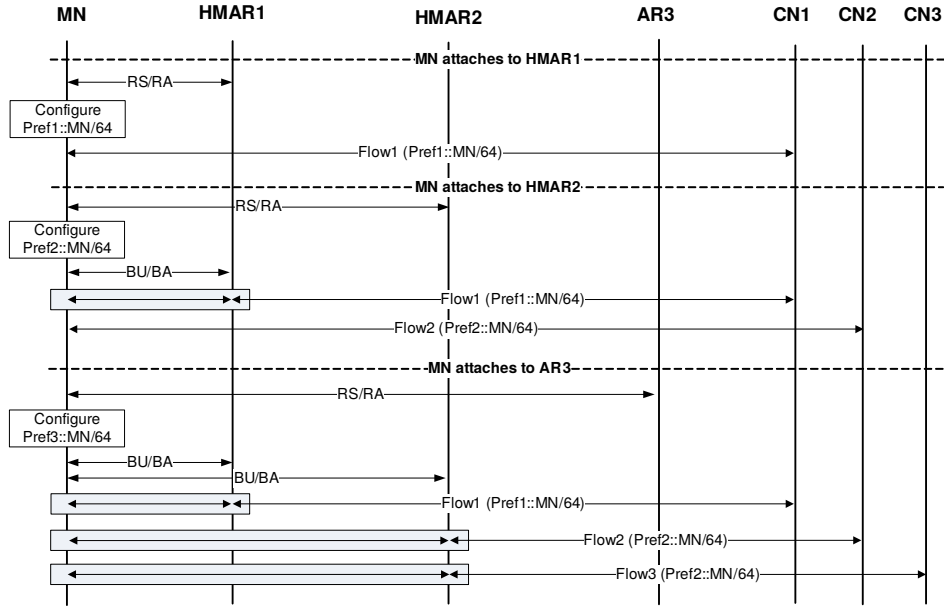 MN HMAR1 HMAR2 AR3 CN1 CN2 CN3
MN attaches to HMAR1
RS/RA
Configure
Pref1::MN/64
Flow1 (Pref1::MN/64)
MN attaches to HMAR2
RS/RA
Configure
Pref2::MN/64
BU/BA
Flow1 (Pref1::MN/64)
Flow2 (Pref2::MN/64)
MN attaches to AR3
RS/RA
Configure
Pref3::MN/64
BU/BA
BU/BA
Flow1 (Pref1::MN/64)
Flow2 (Pref2::MN/64)
Flow3 (Pref2::MN/64)